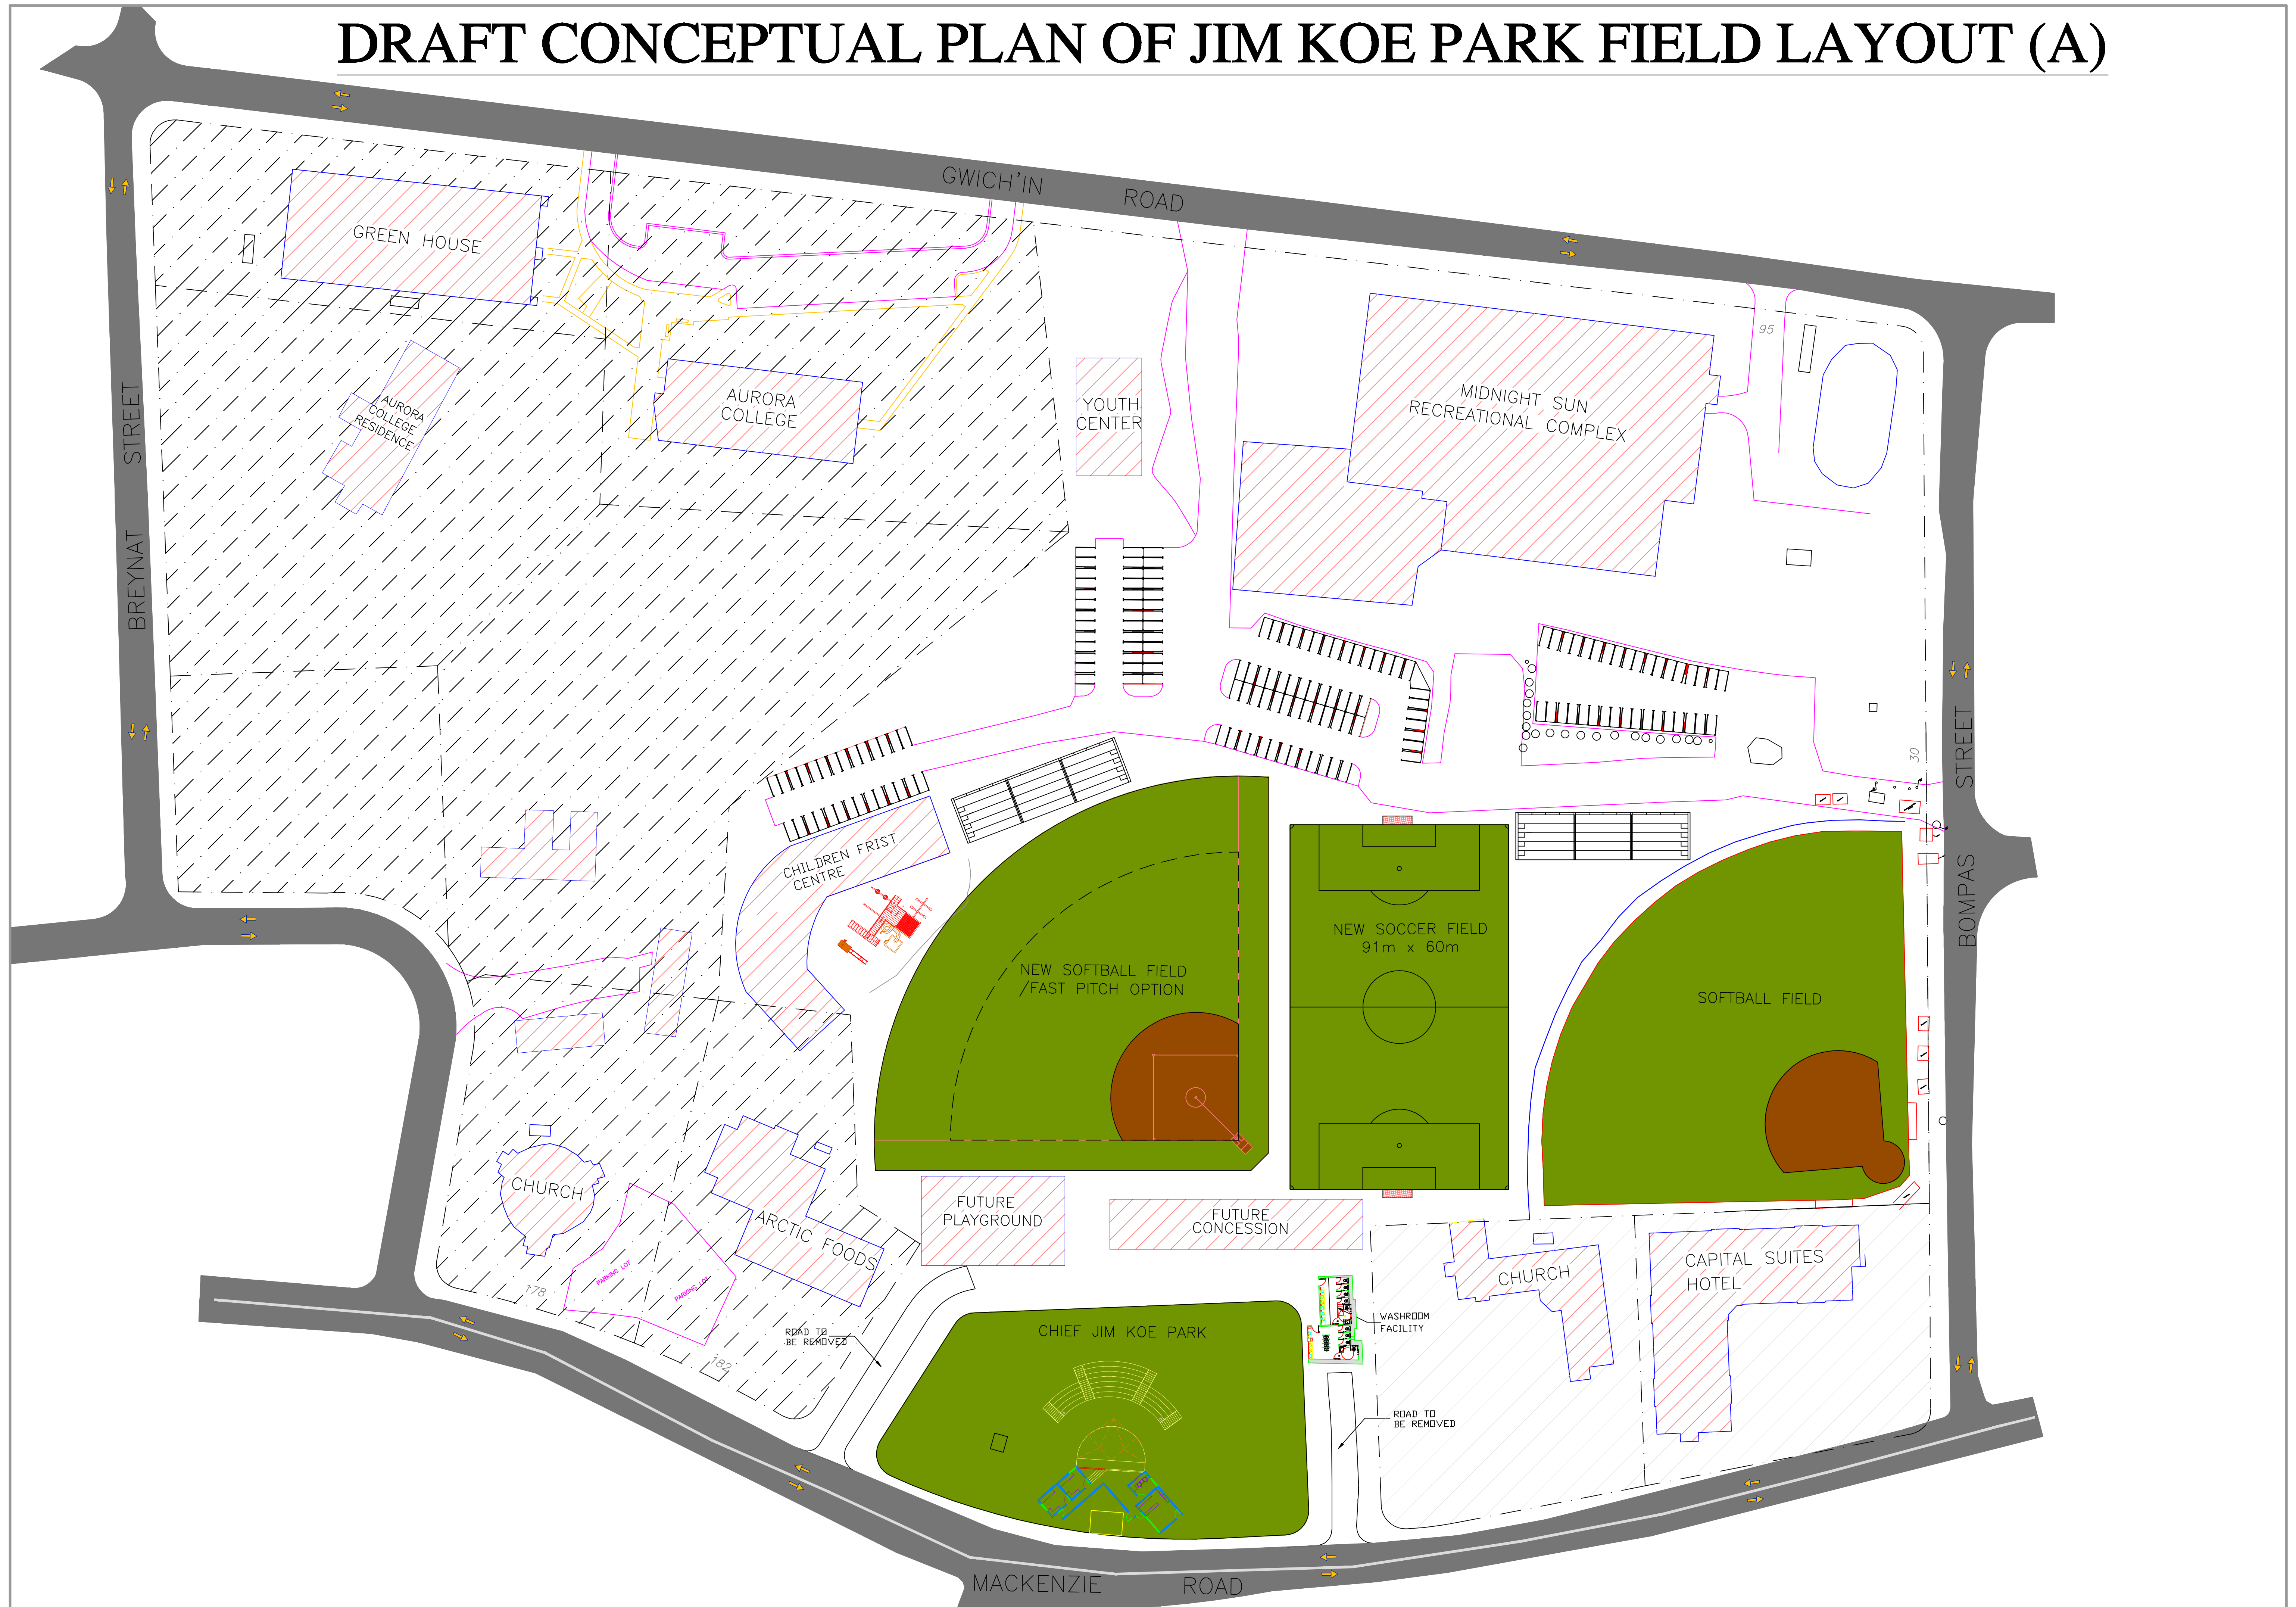 DRAFT CONCEPTUAL PLAN OF JIM KOE PARK FIELD LAYOUT (A)
GWICH'IN ROAD
GREEN HOUSE
AURORA
COLLEGE
RESIDENCE
AURORA
COLLEGE
YOUTH
CENTER
MIDNIGHT SUN
RECREATIONAL COMPLEX
95
BREYNAT STREET
30
BOMPAS STREET
CHILDREN FRIST
CENTRE
NEW SOFTBALL FIELD
/FAST PITCH OPTION
NEW SOCCER FIELD
91m x 60m
SOFTBALL FIELD
CHURCH
ARCTIC FOODS
FUTURE
PLAYGROUND
FUTURE
CONCESSION
CHURCH
CAPITAL SUITES
HOTEL
PARKING LOT
PARKING LOT
178
182
ROAD TO
BE REMOVED
CHIEF JIM KOE PARK
WASHROOM
FACILITY
ROAD TO
BE REMOVED
MACKENZIE ROAD